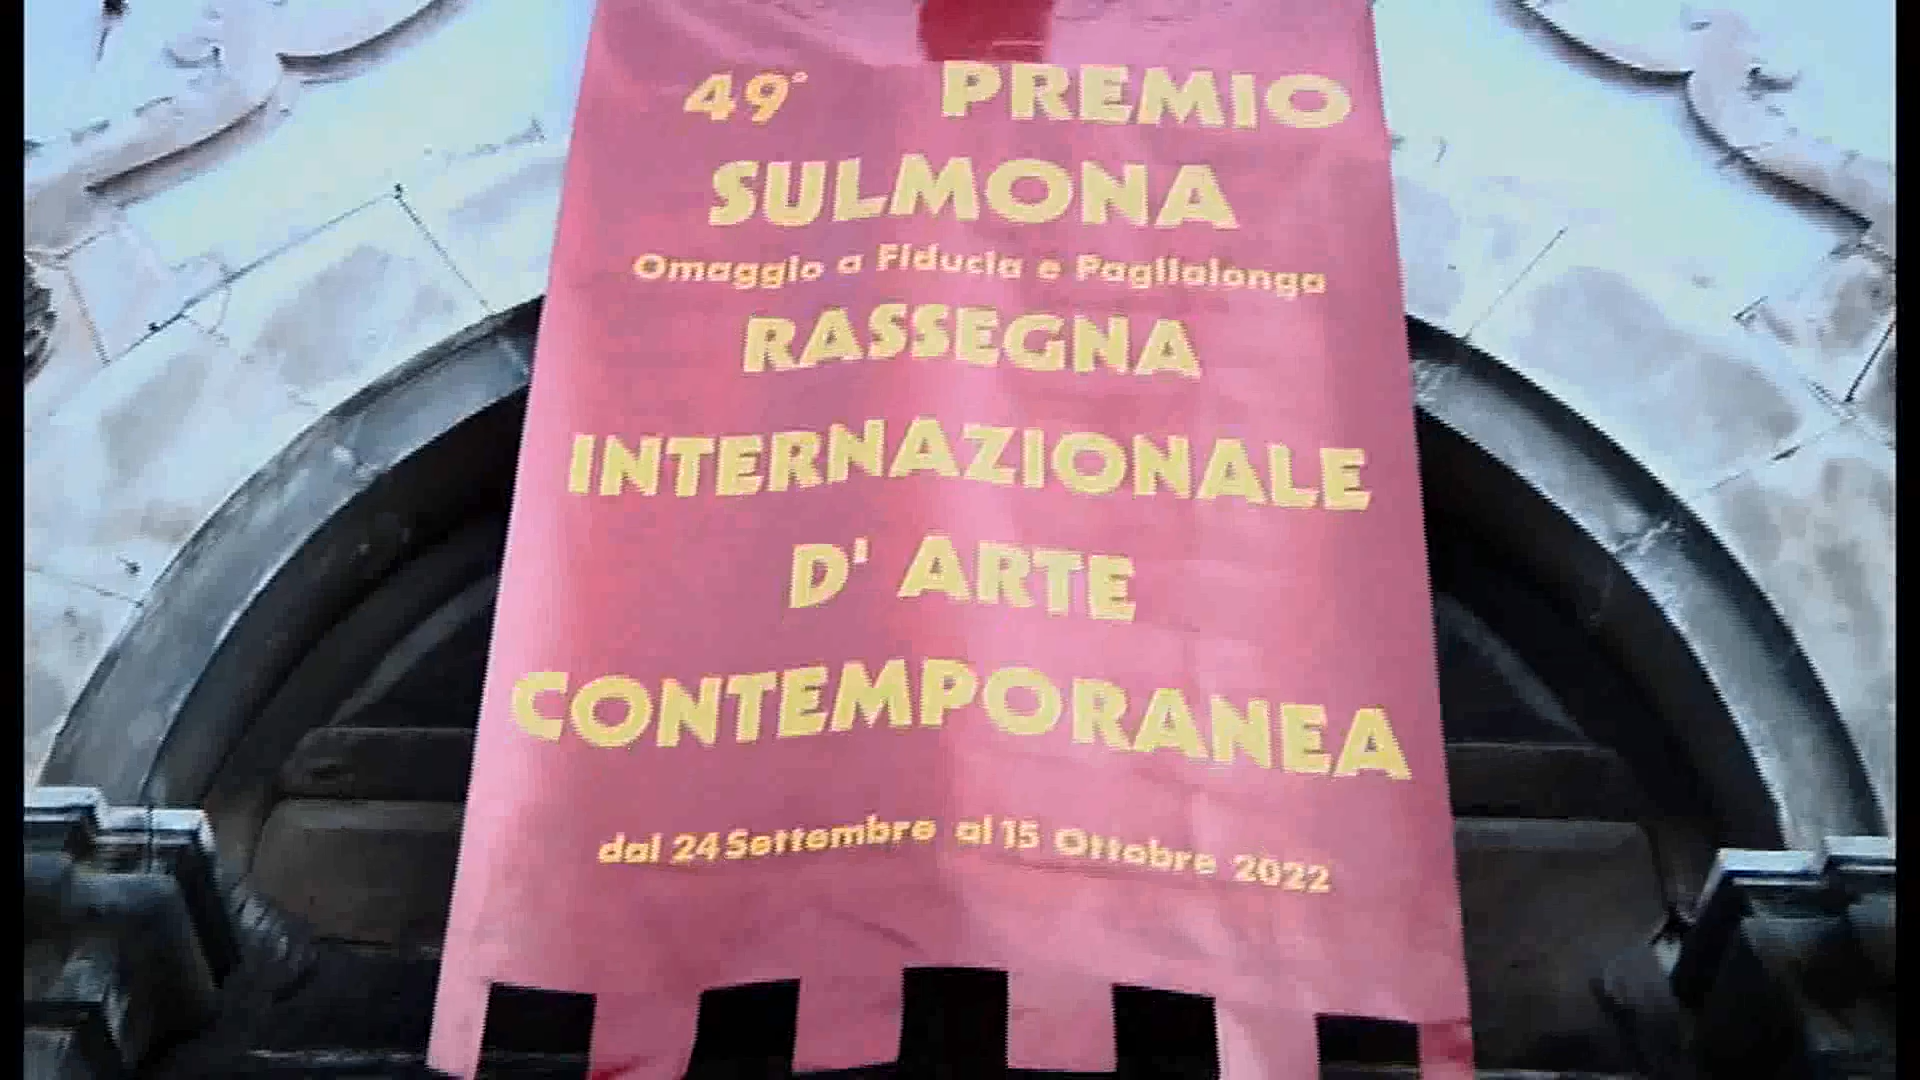 49° PREMIO
SULMONA
Omaggio a Fiducia e Paglialonga
RASSEGNA
INTERNAZIONALE
D' ARTE
CONTEMPORANEA
dal 24 Settembre al 15 Ottobre 2022